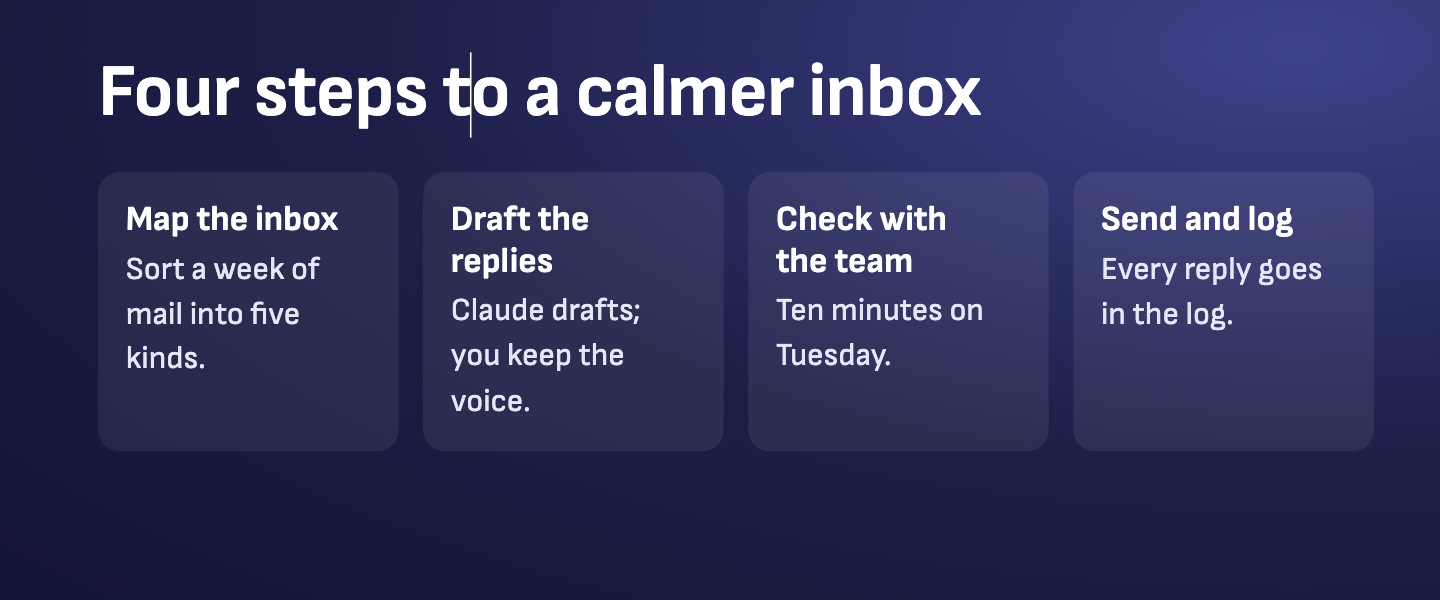 Four steps to a calmer inbox
Map the inbox
Sort a week of
mail into five
kinds.
Draft the
replies
Claude drafts;
you keep the
voice.
Check with
the team
Ten minutes on
Tuesday.
Send and log
Every reply goes
in the log.